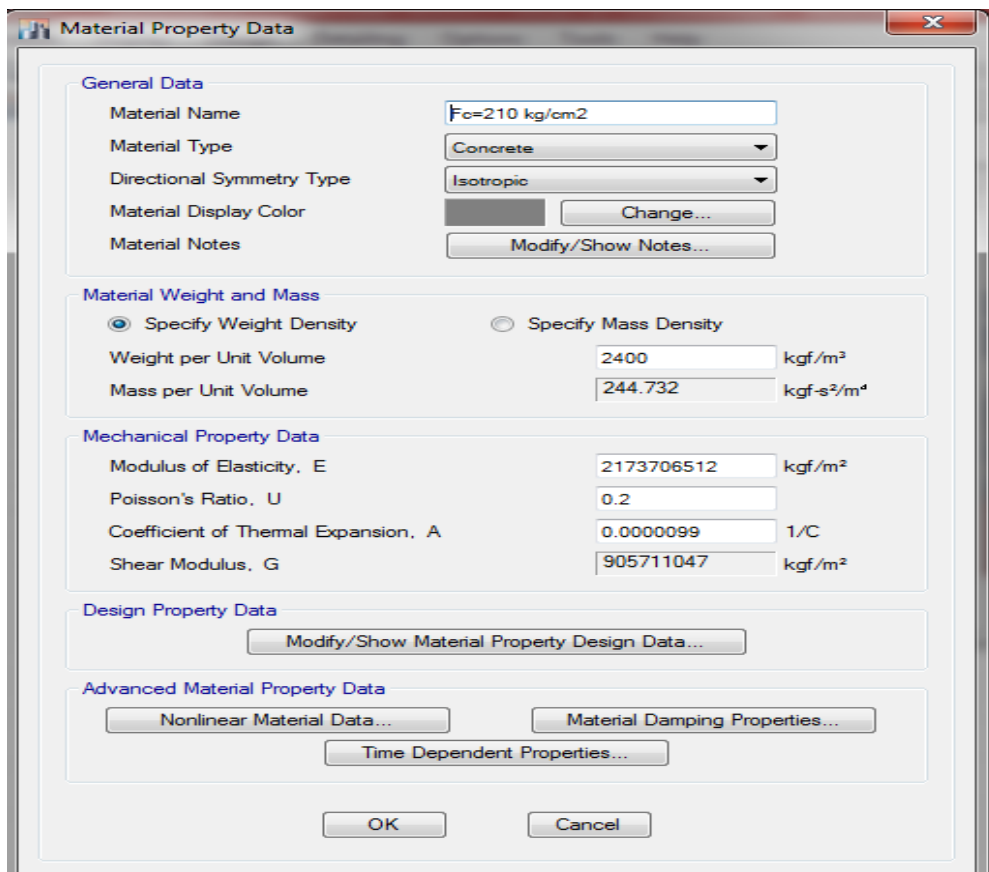 Material Property Data
General Data
Material Name Fc=210 kg/cm2
Material Type Concrete
Directional Symmetry Type Isotropic
Material Display Color Change...
Material Notes Modify/Show Notes...
Material Weight and Mass
Specify Weight Density Specify Mass Density
Weight per Unit Volume 2400 kgf/m³
Mass per Unit Volume 244.732 kgf-s²/m⁴
Mechanical Property Data
Modulus of Elasticity, E 2173706512 kgf/m²
Poisson's Ratio, U 0.2
Coefficient of Thermal Expansion, A 0.0000099 1/C
Shear Modulus, G 905711047 kgf/m²
Design Property Data
Modify/Show Material Property Design Data...
Advanced Material Property Data
Nonlinear Material Data... Material Damping Properties...
Time Dependent Properties...
OK Cancel